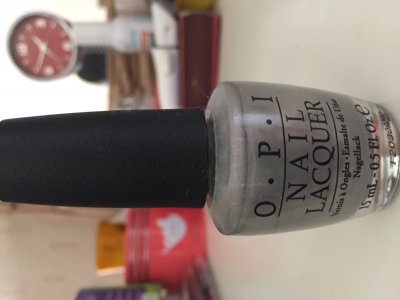 O·P·I
NAIL
LACQUER
Vernis à Ongles • Esmalte de Uñas
Nagellack
15 mL - 0.5 Fl Oz ℮